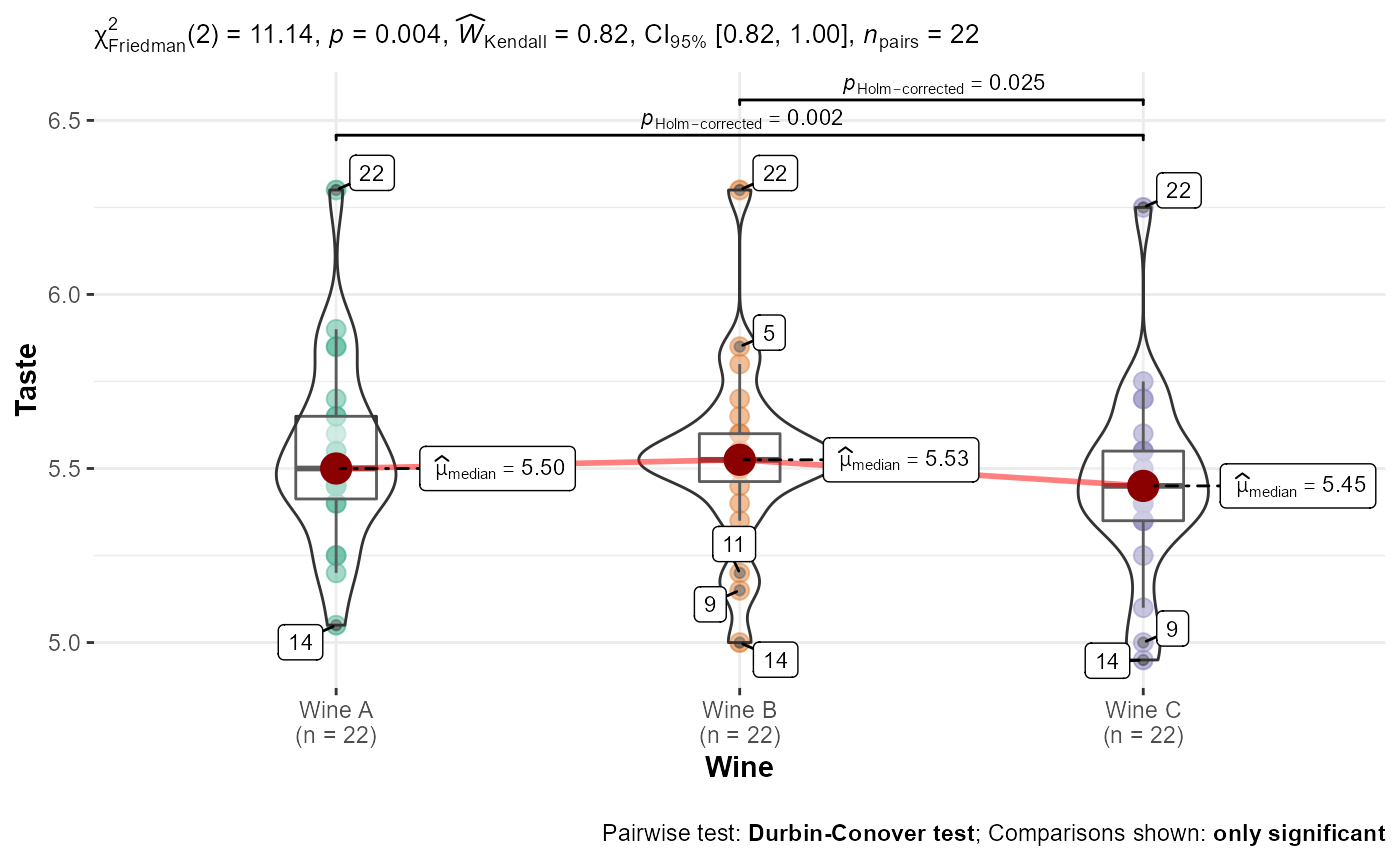 χ²Friedman(2) = 11.14, p = 0.004, ŴKendall = 0.82, CI95% [0.82, 1.00], npairs = 22
pHolm−corrected = 0.025
6.5
pHolm−corrected = 0.002
22
22
22
6.0
5
Taste
5.5
μ̂median = 5.50
μ̂median = 5.53
μ̂median = 5.45
11
9
9
5.0
14
14
14
Wine A
(n = 22)
Wine B
(n = 22)
Wine C
(n = 22)
Wine
Pairwise test: Durbin-Conover test; Comparisons shown: only significant